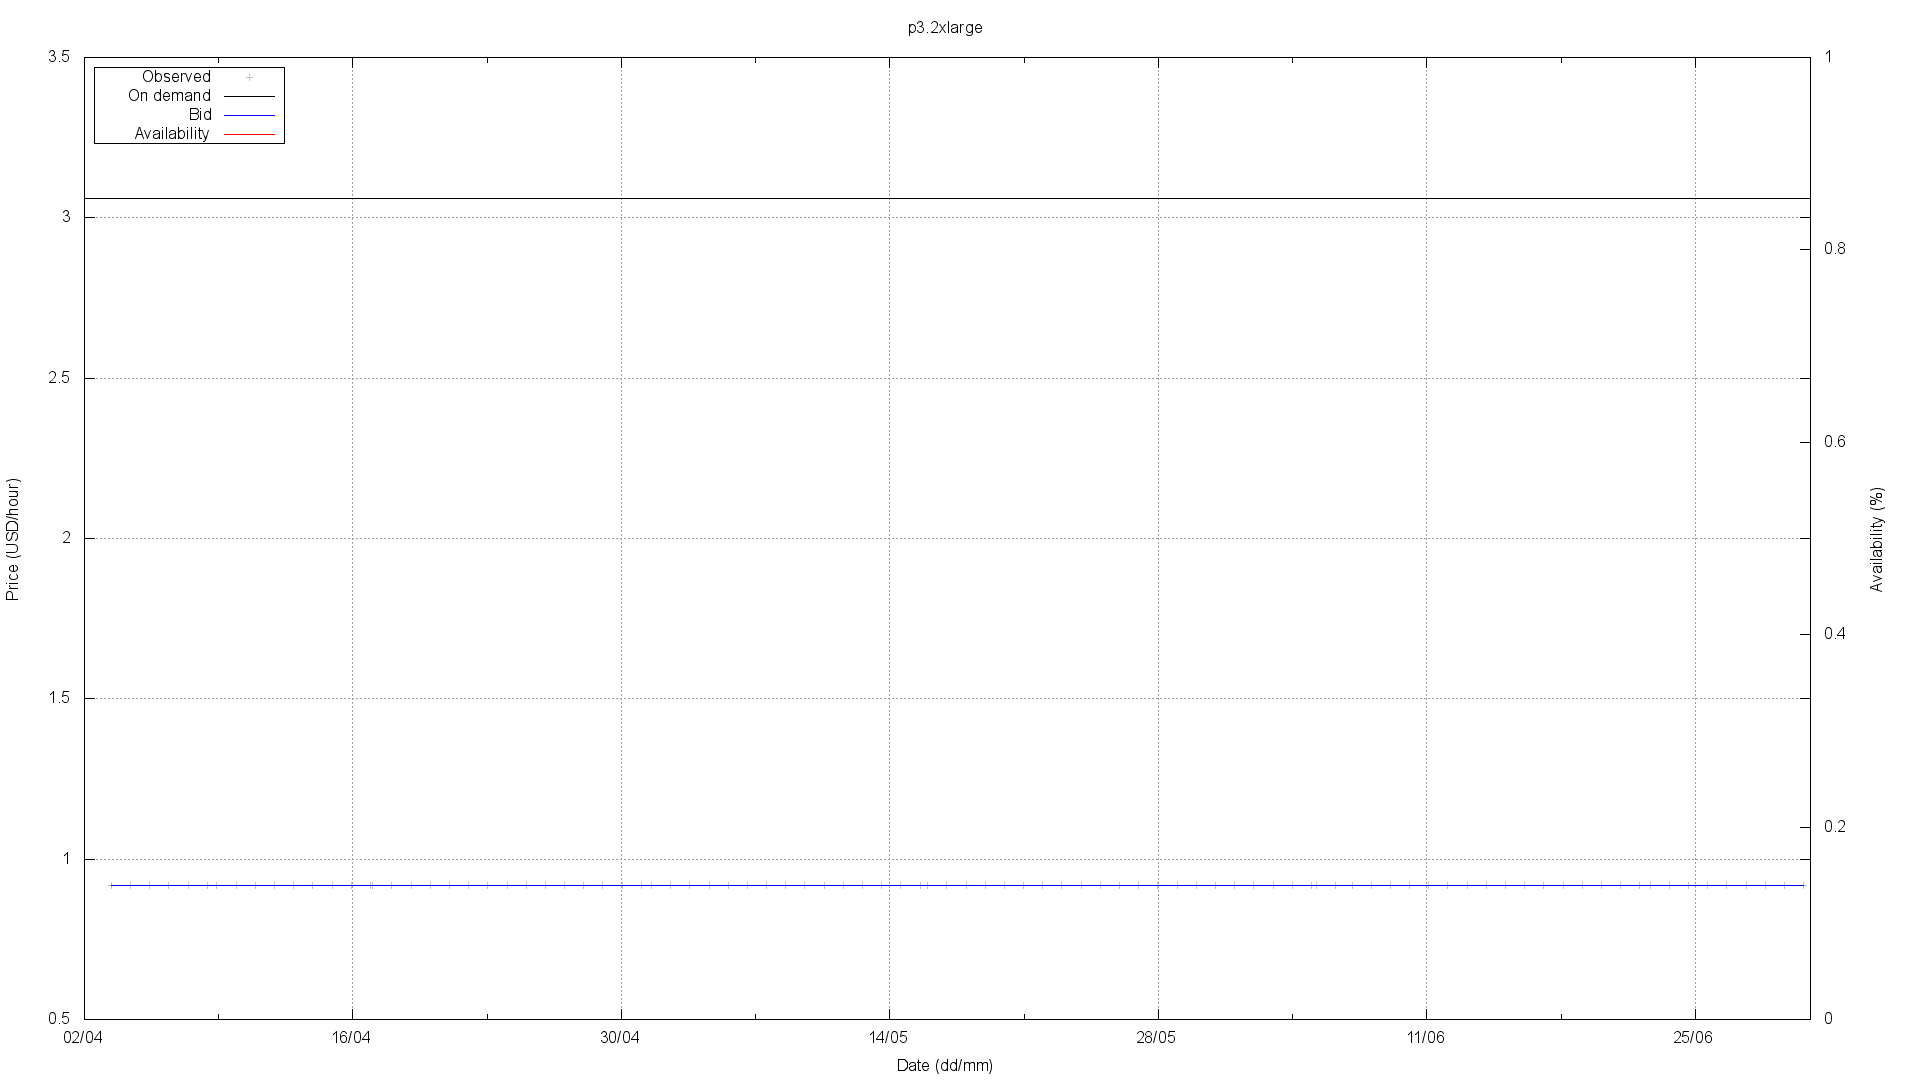 p3.2xlarge
3.5
3
2.5
2
1.5
1
0.5
Observed
On demand
Bid
Availability
1
0.8
0.6
0.4
0.2
0
Price (USD/hour)
Availability (%)
02/04 16/04 30/04 14/05 28/05 11/06 25/06
Date (dd/mm)